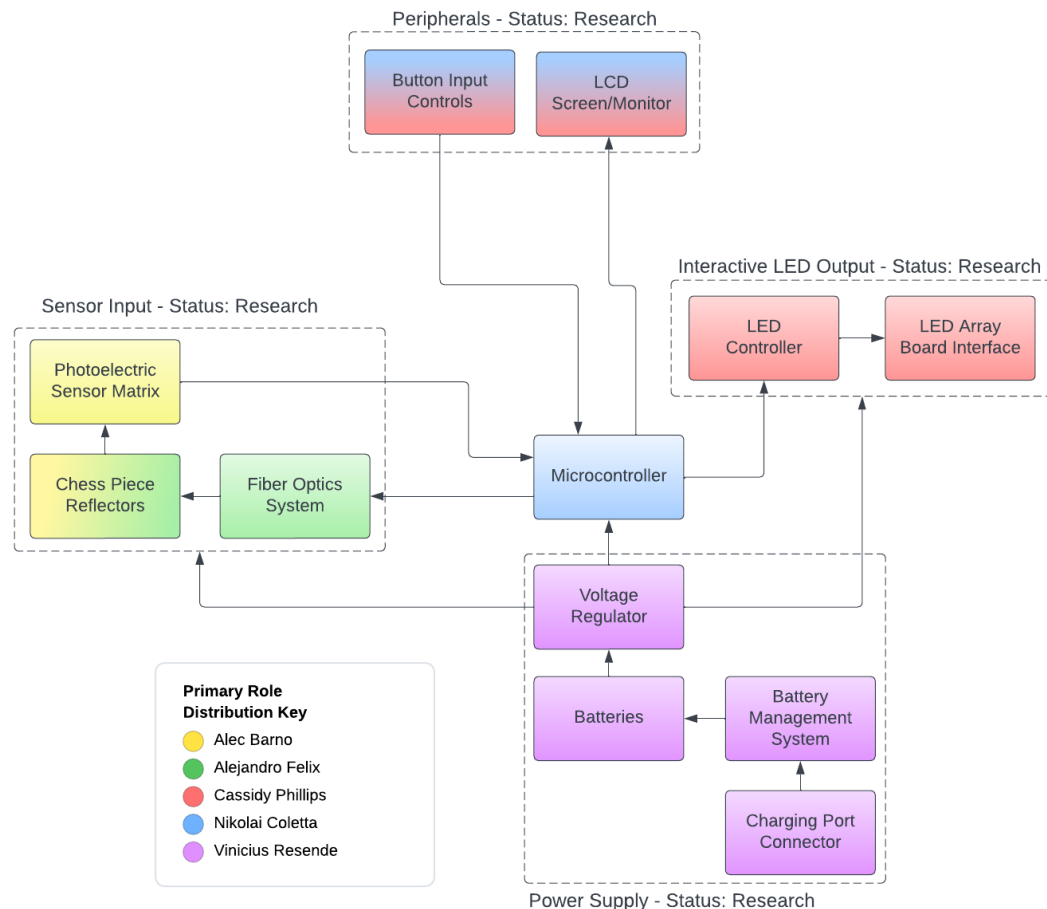 Peripherals - Status: Research
Button Input
Controls
LCD
Screen/Monitor
Interactive LED Output - Status: Research
LED
Controller
LED Array
Board Interface
Sensor Input - Status: Research
Photoelectric
Sensor Matrix
Chess Piece
Reflectors
Fiber Optics
System
Microcontroller
Voltage
Regulator
Batteries
Battery
Management
System
Charging Port
Connector
Power Supply - Status: Research
Primary Role
Distribution Key
Alec Barno
Alejandro Felix
Cassidy Phillips
Nikolai Coletta
Vinicius Resende